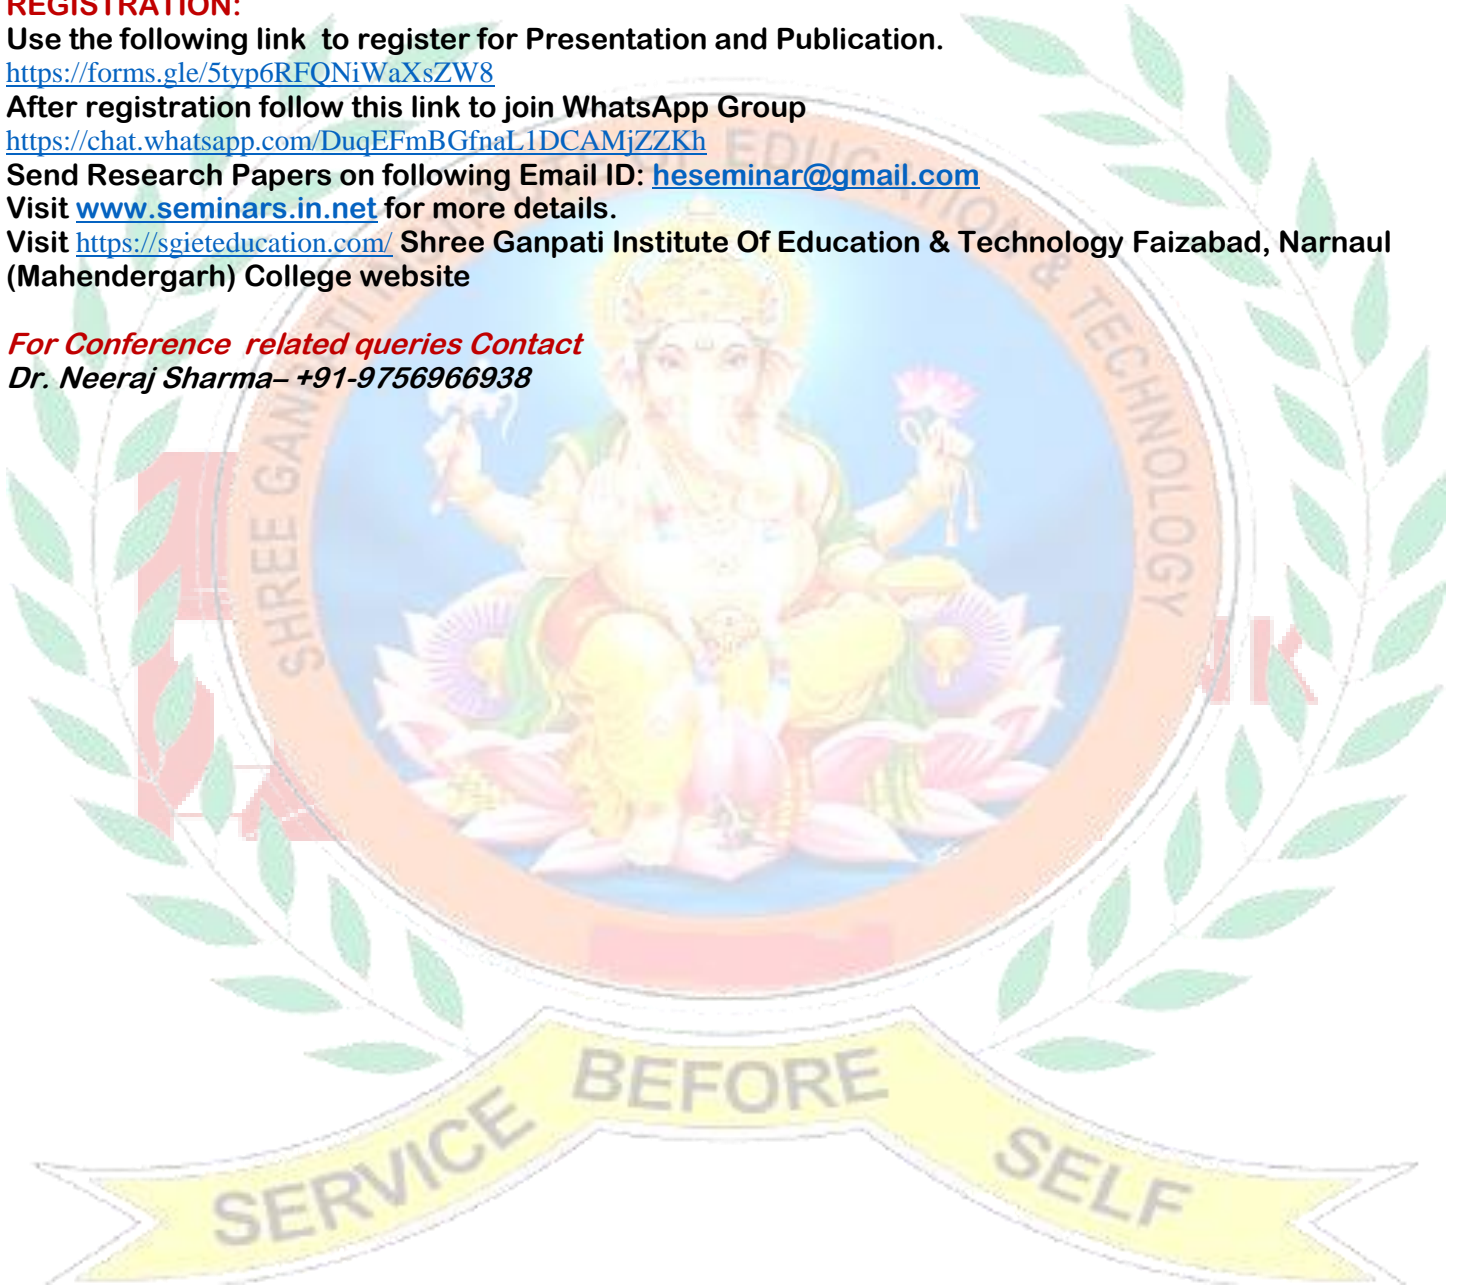 REGISTRATION:
Use the following link to register for Presentation and Publication.
https://forms.gle/5typ6RFQNiWaXsZW8
After registration follow this link to join WhatsApp Group
https://chat.whatsapp.com/DuqEFmBGfnaL1DCAMjZZKh
Send Research Papers on following Email ID: heseminar@gmail.com
Visit www.seminars.in.net for more details.
Visit https://sgieteducation.com/ Shree Ganpati Institute Of Education & Technology Faizabad, Narnaul
(Mahendergarh) College website
For Conference related queries Contact
Dr. Neeraj Sharma– +91-9756966938
SHREE GANPATI INSTITUTE OF EDUCATION & TECHNOLOGY
SERVICE BEFORE SELF